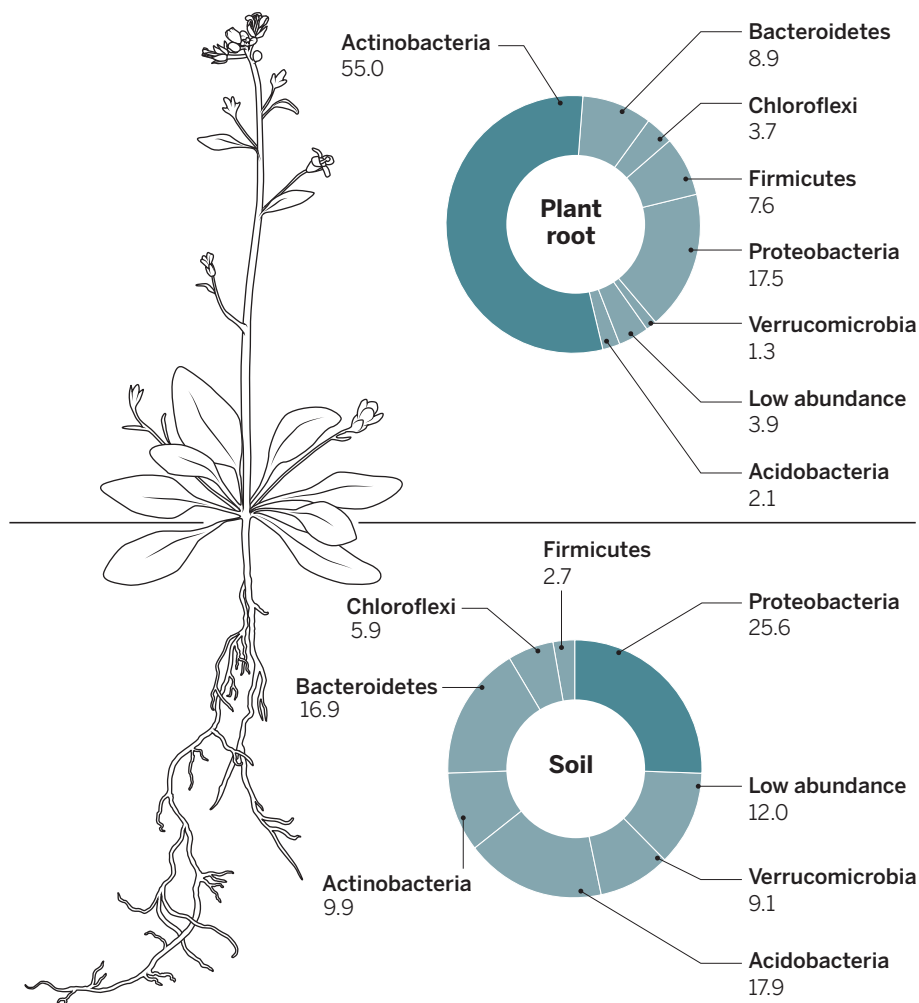 Actinobacteria
55.0
Bacteroidetes
8.9
Chloroflexi
3.7
Firmicutes
7.6
Plant
root
Proteobacteria
17.5
Verrucomicrobia
1.3
Low abundance
3.9
Acidobacteria
2.1
Firmicutes
2.7
Proteobacteria
25.6
Chloroflexi
5.9
Bacteroidetes
16.9
Soil
Low abundance
12.0
Actinobacteria
9.9
Verrucomicrobia
9.1
Acidobacteria
17.9